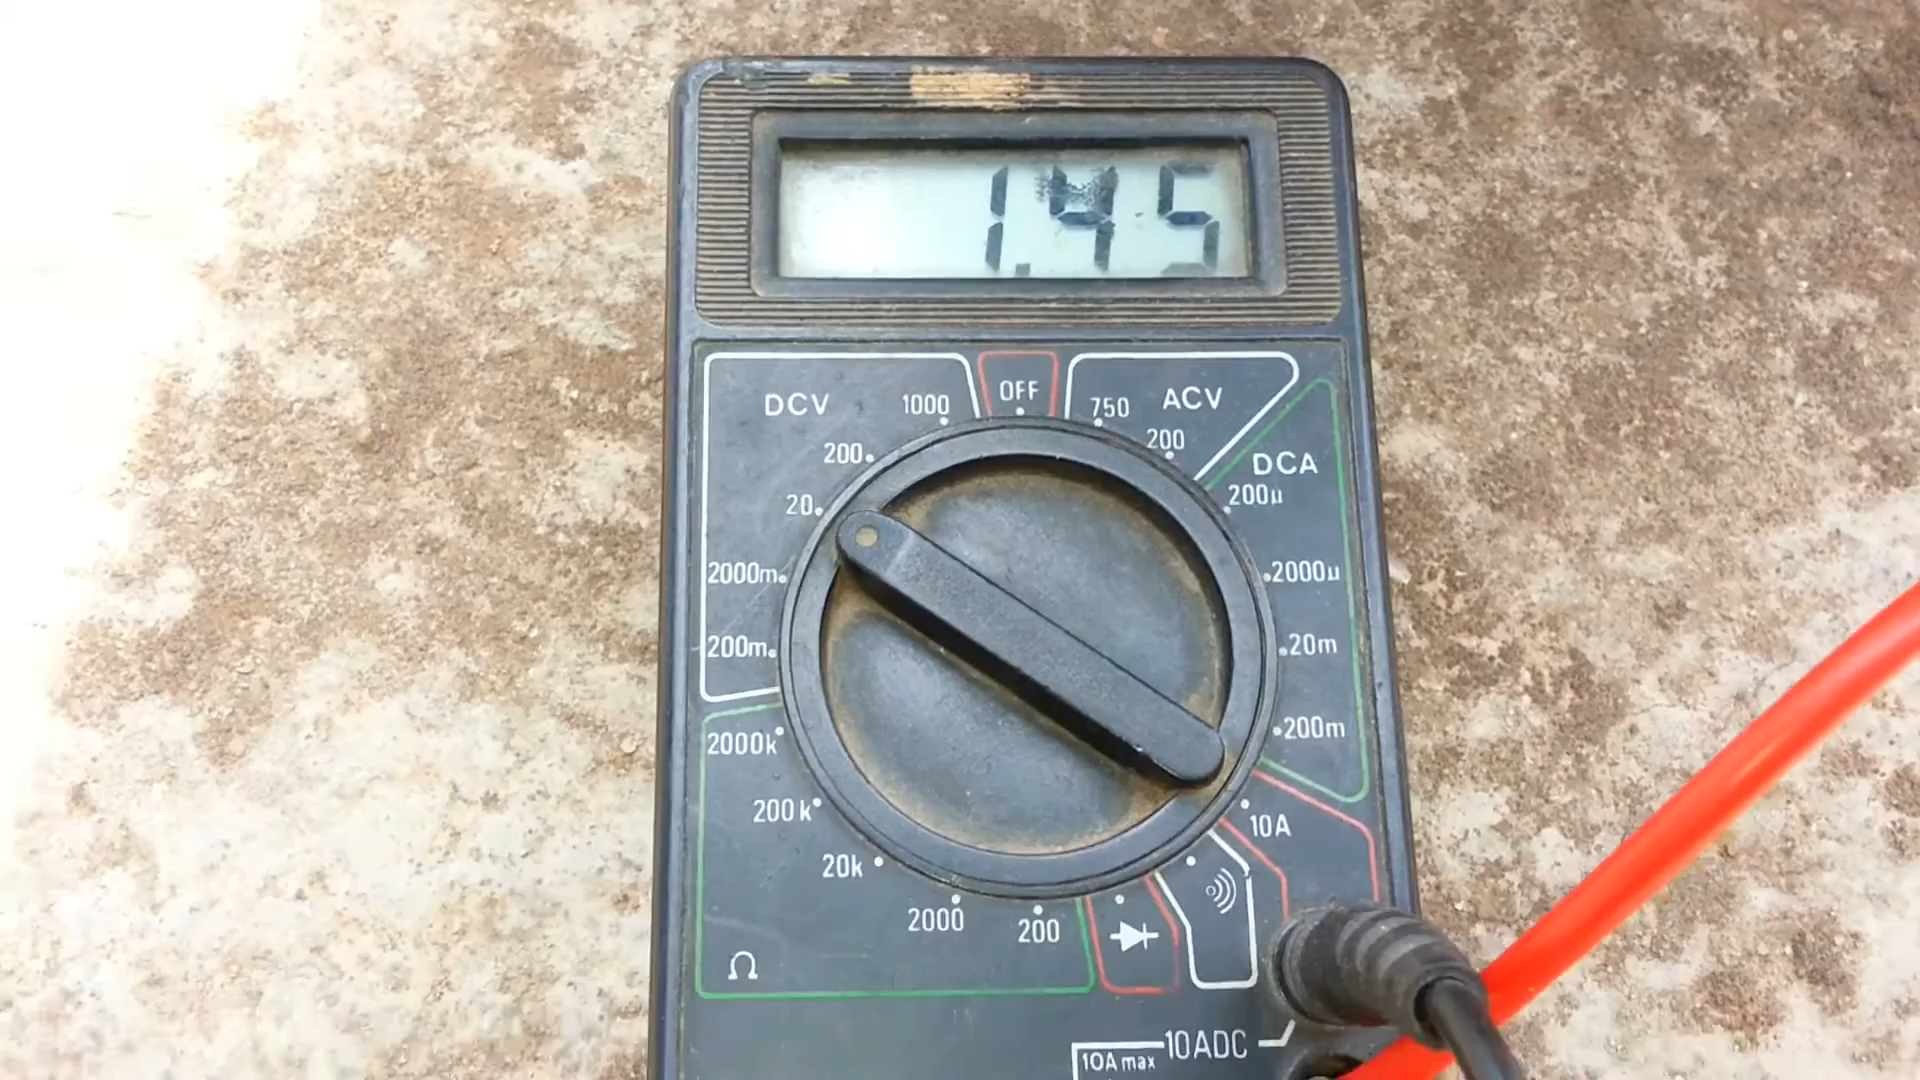 1.45
DCV 1000 OFF 750 ACV
200 200
DCA
20 200µ
2000m 2000µ
200m 20m
2000k 200m
200k 10A
20k
2000 200
Ω
10ADC
10A max